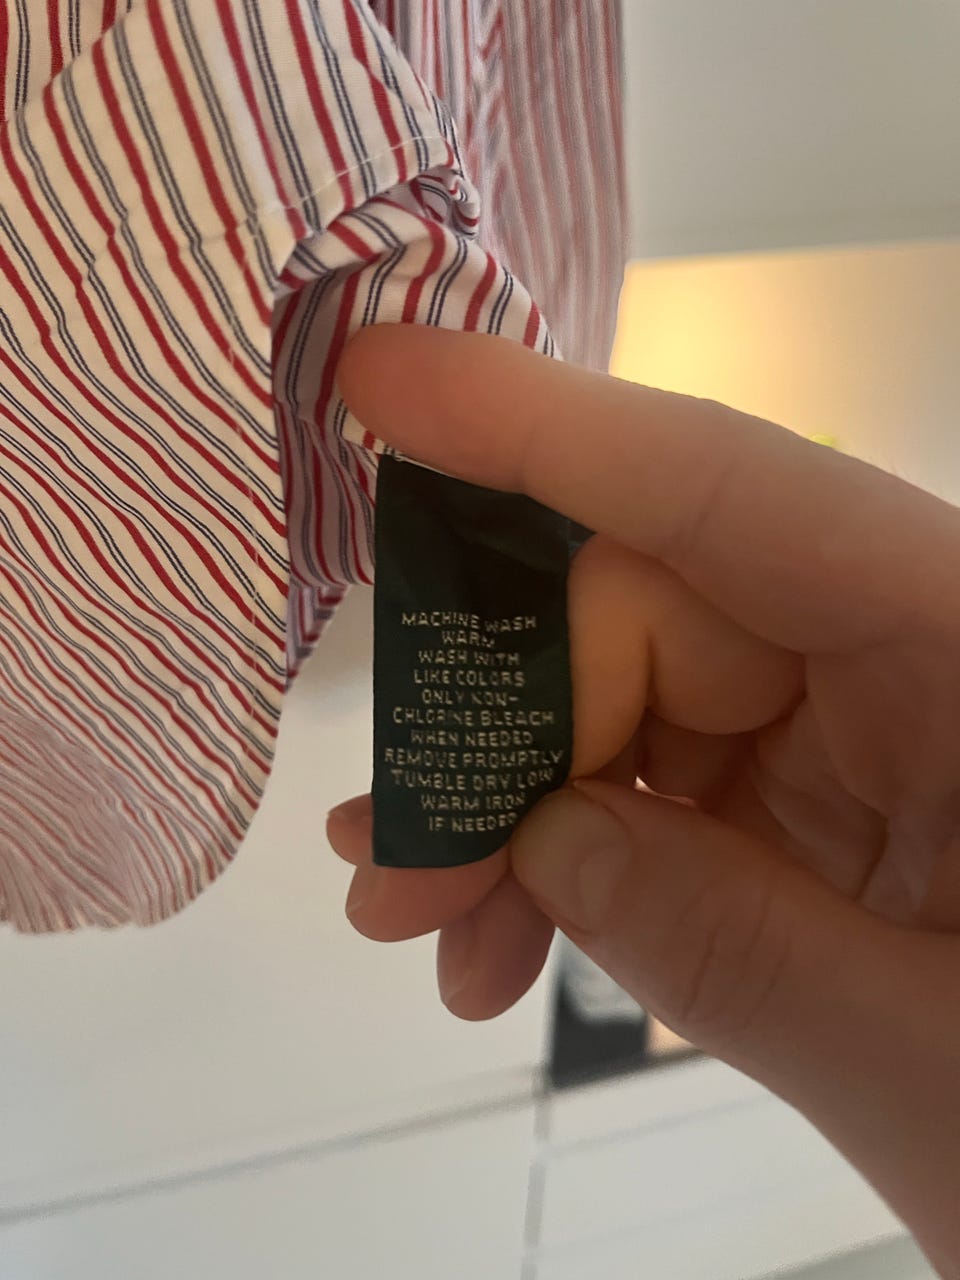 MACHINE WASH
WARM
WASH WITH
LIKE COLORS
ONLY NON-
CHLORINE BLEACH
WHEN NEEDED
REMOVE PROMPTLY
TUMBLE DRY LOW
WARM IRON
IF NEEDED